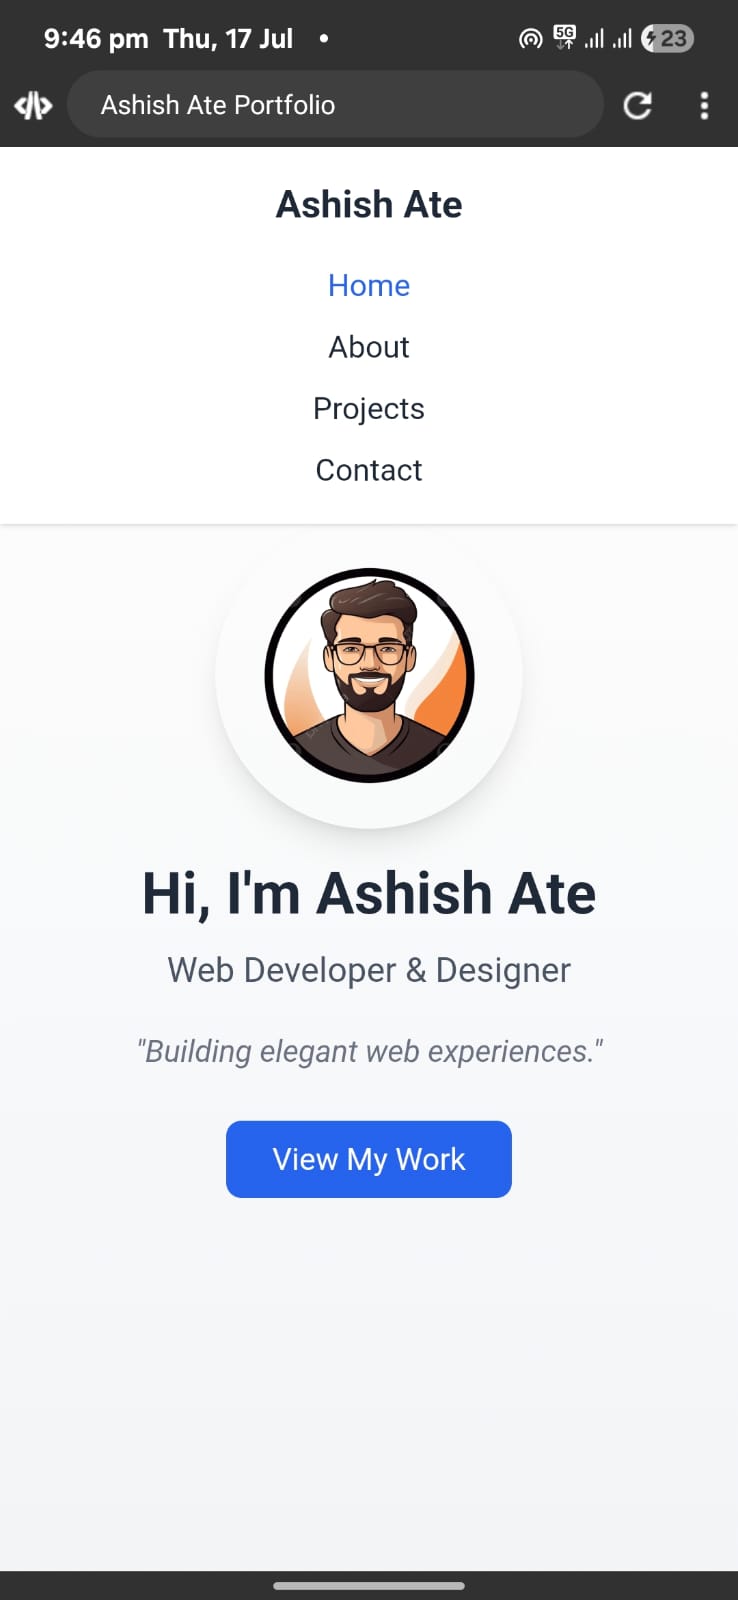 9:46 pm Thu, 17 Jul •
5G
23
Ashish Ate Portfolio
Ashish Ate
Home
About
Projects
Contact
Hi, I'm Ashish Ate
Web Developer & Designer
"Building elegant web experiences."
View My Work